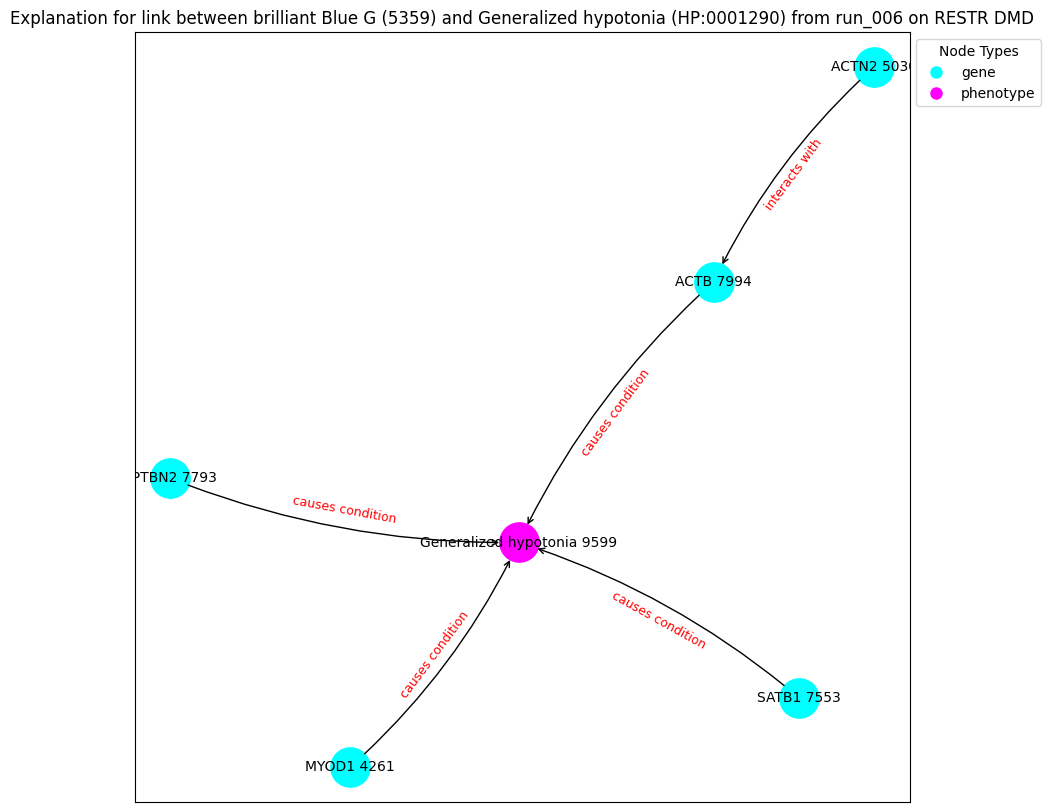 Explanation for link between brilliant Blue G (5359) and Generalized hypotonia (HP:0001290) from run_006 on RESTR DMD
Node Types
gene
phenotype
ACTN2
interacts with
ACTB 7994
causes condition
PTBN2 7793
causes condition
Generalized hypotonia 9599
causes condition
causes condition
SATB1 7553
MYOD1 4261